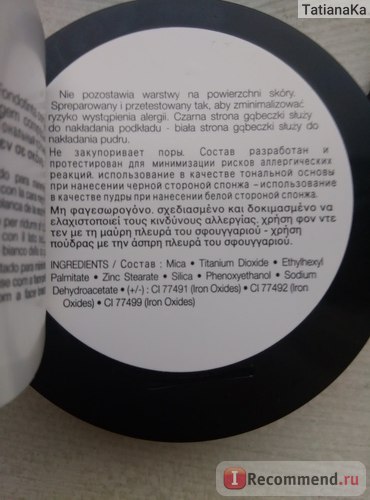 TatianaKa
Nie pozostawia warstwy na powierzchni skóry.
Spreparowany i przetestowany tak, aby zminimalizować
ryzyko wystąpienia alergii. Czarna strona gąbeczki służy
do nakładania podkładu - biała strona gąbeczki służy do
nakładania pudru.
Не закупоривает поры. Состав разработан и
протестирован для минимизации рисков аллергических
реакций. использование в качестве тональной основы
при нанесении черной стороной спонжа – использование
в качестве пудры при нанесении белой стороной спонжа.
Μη φαγεσωρογόνο. σχεδιασμένο και δοκιμασμένο να
ελαχιστοποιεί τους κινδύνους αλλεργίας. χρήση φον ντε
τεν με τη μαύρη πλευρά του σφουγγαριού - χρήση
πούδρας με την άσπρη πλευρά του σφουγγαριού.
INGREDIENTS / Состав : Mica • Titanium Dioxide • Ethylhexyl
Palmitate • Zinc Stearate • Silica • Phenoxyethanol • Sodium
Dehydroacetate • (+/-) : CI 77491 (Iron Oxides) • CI 77492 (Iron
Oxides) • CI 77499 (Iron Oxides).
IRecommend.ru